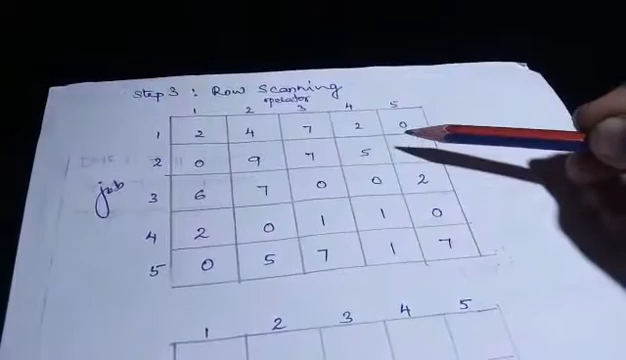 Step 3 : Row Scanning
operator
1 2 3 4 5
1 2 4 7 2 0
2 0 9 7 5
job
3 6 7 0 0 2
4 2 0 1 1 0
5 0 5 7 1 7
1 2 3 4 5